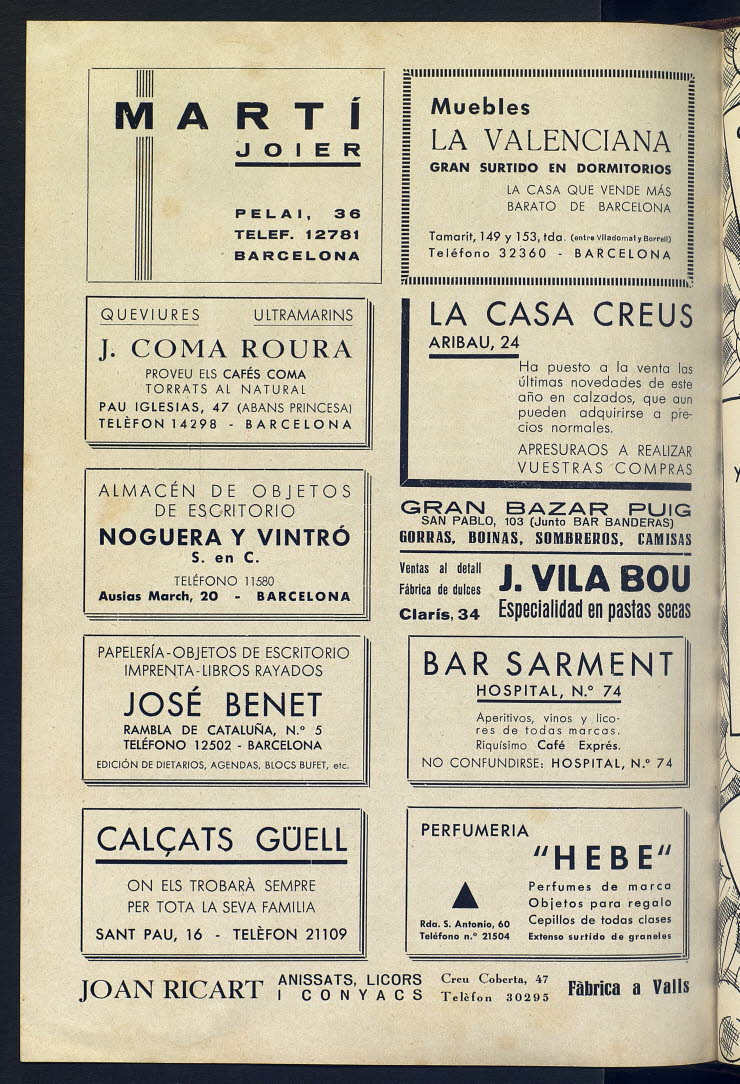 MARTÍ
JOIER
PELAI, 36
TELEF. 12781
BARCELONA
Muebles
LA VALENCIANA
GRAN SURTIDO EN DORMITORIOS
LA CASA QUE VENDE MÁS
BARATO DE BARCELONA
Tamarit, 149 y 153, tda. (entre Viladomat y Borrell)
Teléfono 32360 - BARCELONA
QUEVIURES ULTRAMARINS
J. COMA ROURA
PROVEU ELS CAFÉS COMA
TORRATS AL NATURAL
PAU IGLESIAS, 47 (ABANS PRINCESA)
TELÈFON 14298 - BARCELONA
LA CASA CREUS
ARIBAU, 24
Ha puesto a la venta las
últimas novedades de este
año en calzados, que aun
pueden adquirirse a pre-
cios normales.
APRESURAOS A REALIZAR
VUESTRAS COMPRAS
ALMACÉN DE OBJETOS
DE ESCRITORIO
NOGUERA Y VINTRÓ
S. en C.
TELÉFONO 11580
Ausias March, 20 - BARCELONA
GRAN BAZAR PUIG
SAN PABLO, 103 (Junto BAR BANDERAS)
GORRAS, BOINAS, SOMBREROS, CAMISAS
Ventas al detall
Fábrica de dulces
Clarís, 34
J. VILA BOU
Especialidad en pastas secas
PAPELERÍA-OBJETOS DE ESCRITORIO
IMPRENTA-LIBROS RAYADOS
JOSÉ BENET
RAMBLA DE CATALUÑA, N.º 5
TELÉFONO 12502 - BARCELONA
EDICIÓN DE DIETARIOS, AGENDAS, BLOCS BUFET, etc.
BAR SARMENT
HOSPITAL, N.º 74
Aperitivos, vinos y lico-
res de todas marcas.
Riquísimo Café Exprés.
NO CONFUNDIRSE: HOSPITAL, N.º 74
CALÇATS GÜELL
ON ELS TROBARÀ SEMPRE
PER TOTA LA SEVA FAMILIA
SANT PAU, 16 - TELÈFON 21109
PERFUMERIA
"HEBE"
Rda. S. Antonio, 60
Teléfono n.º 21504
Perfumes de marca
Objetos para regalo
Cepillos de todas clases
Extenso surtido de graneles
JOAN RICART
ANISSATS, LICORS
I CONYACS
Creu Coberta, 47
Telèfon 30295
Fàbrica a Valls